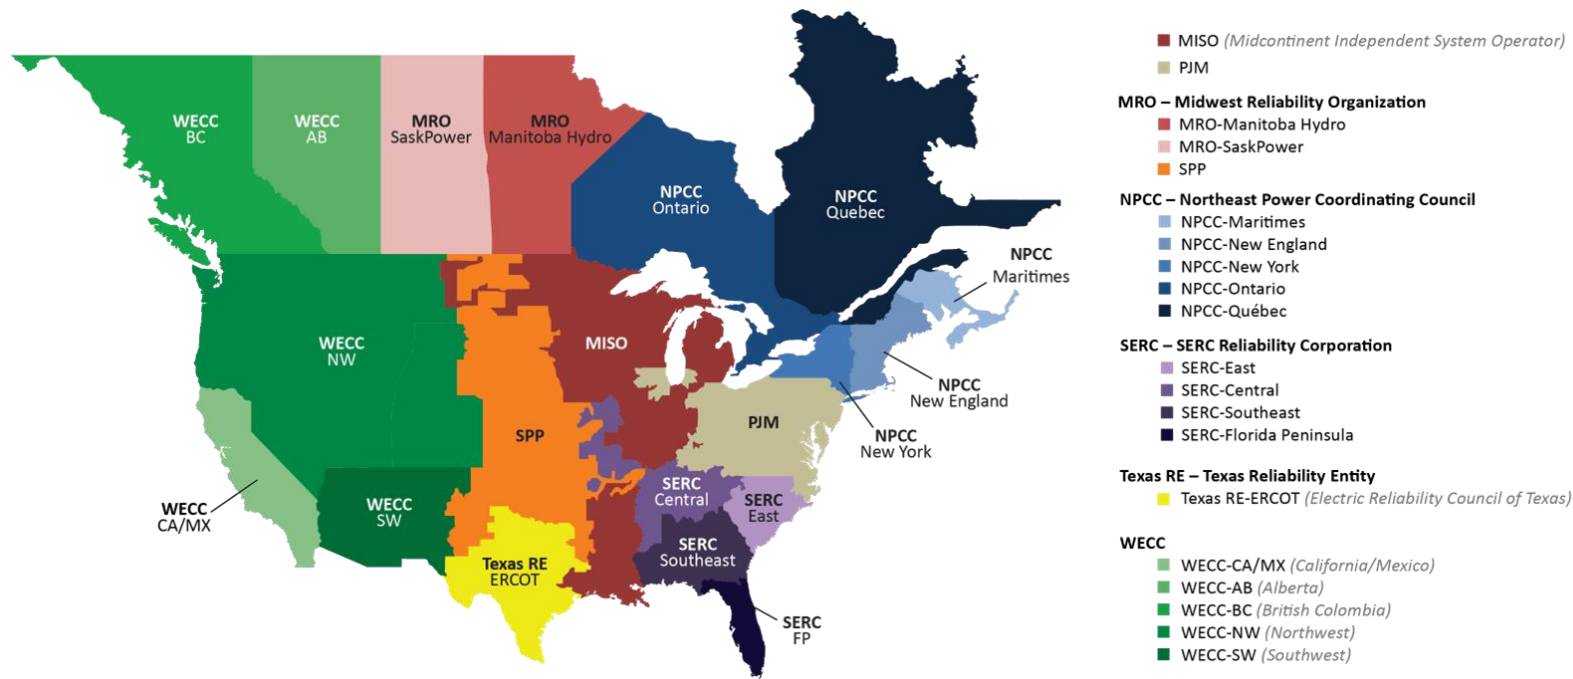 WECC
BC
WECC
AB
MRO
SaskPower
MRO
Manitoba Hydro
NPCC
Ontario
NPCC
Quebec
NPCC
Maritimes
WECC
NW
MISO
NPCC
New England
SPP
PJM
NPCC
New York
WECC
CA/MX
WECC
SW
SERC
Central
SERC
East
SERC
Southeast
Texas RE
ERCOT
SERC
FP
MISO (Midcontinent Independent System Operator)
PJM
MRO – Midwest Reliability Organization
MRO-Manitoba Hydro
MRO-SaskPower
SPP
NPCC – Northeast Power Coordinating Council
NPCC-Maritimes
NPCC-New England
NPCC-New York
NPCC-Ontario
NPCC-Québec
SERC – SERC Reliability Corporation
SERC-East
SERC-Central
SERC-Southeast
SERC-Florida Peninsula
Texas RE – Texas Reliability Entity
Texas RE-ERCOT (Electric Reliability Council of Texas)
WECC
WECC-CA/MX (California/Mexico)
WECC-AB (Alberta)
WECC-BC (British Colombia)
WECC-NW (Northwest)
WECC-SW (Southwest)